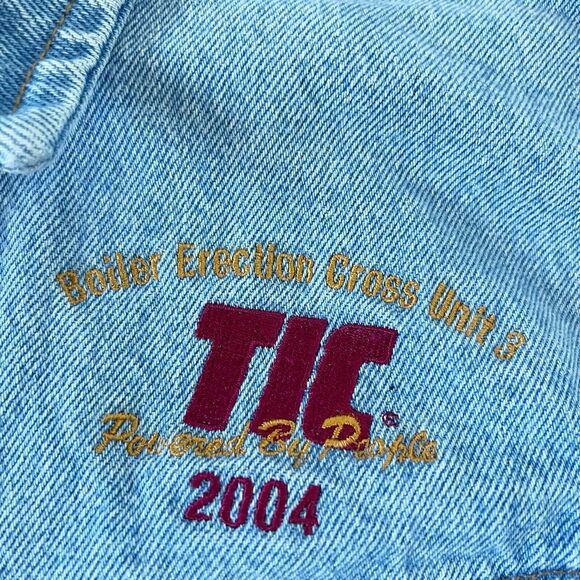 Boiler Erection Cross Unit 3
TIC®
Powered By People
2004